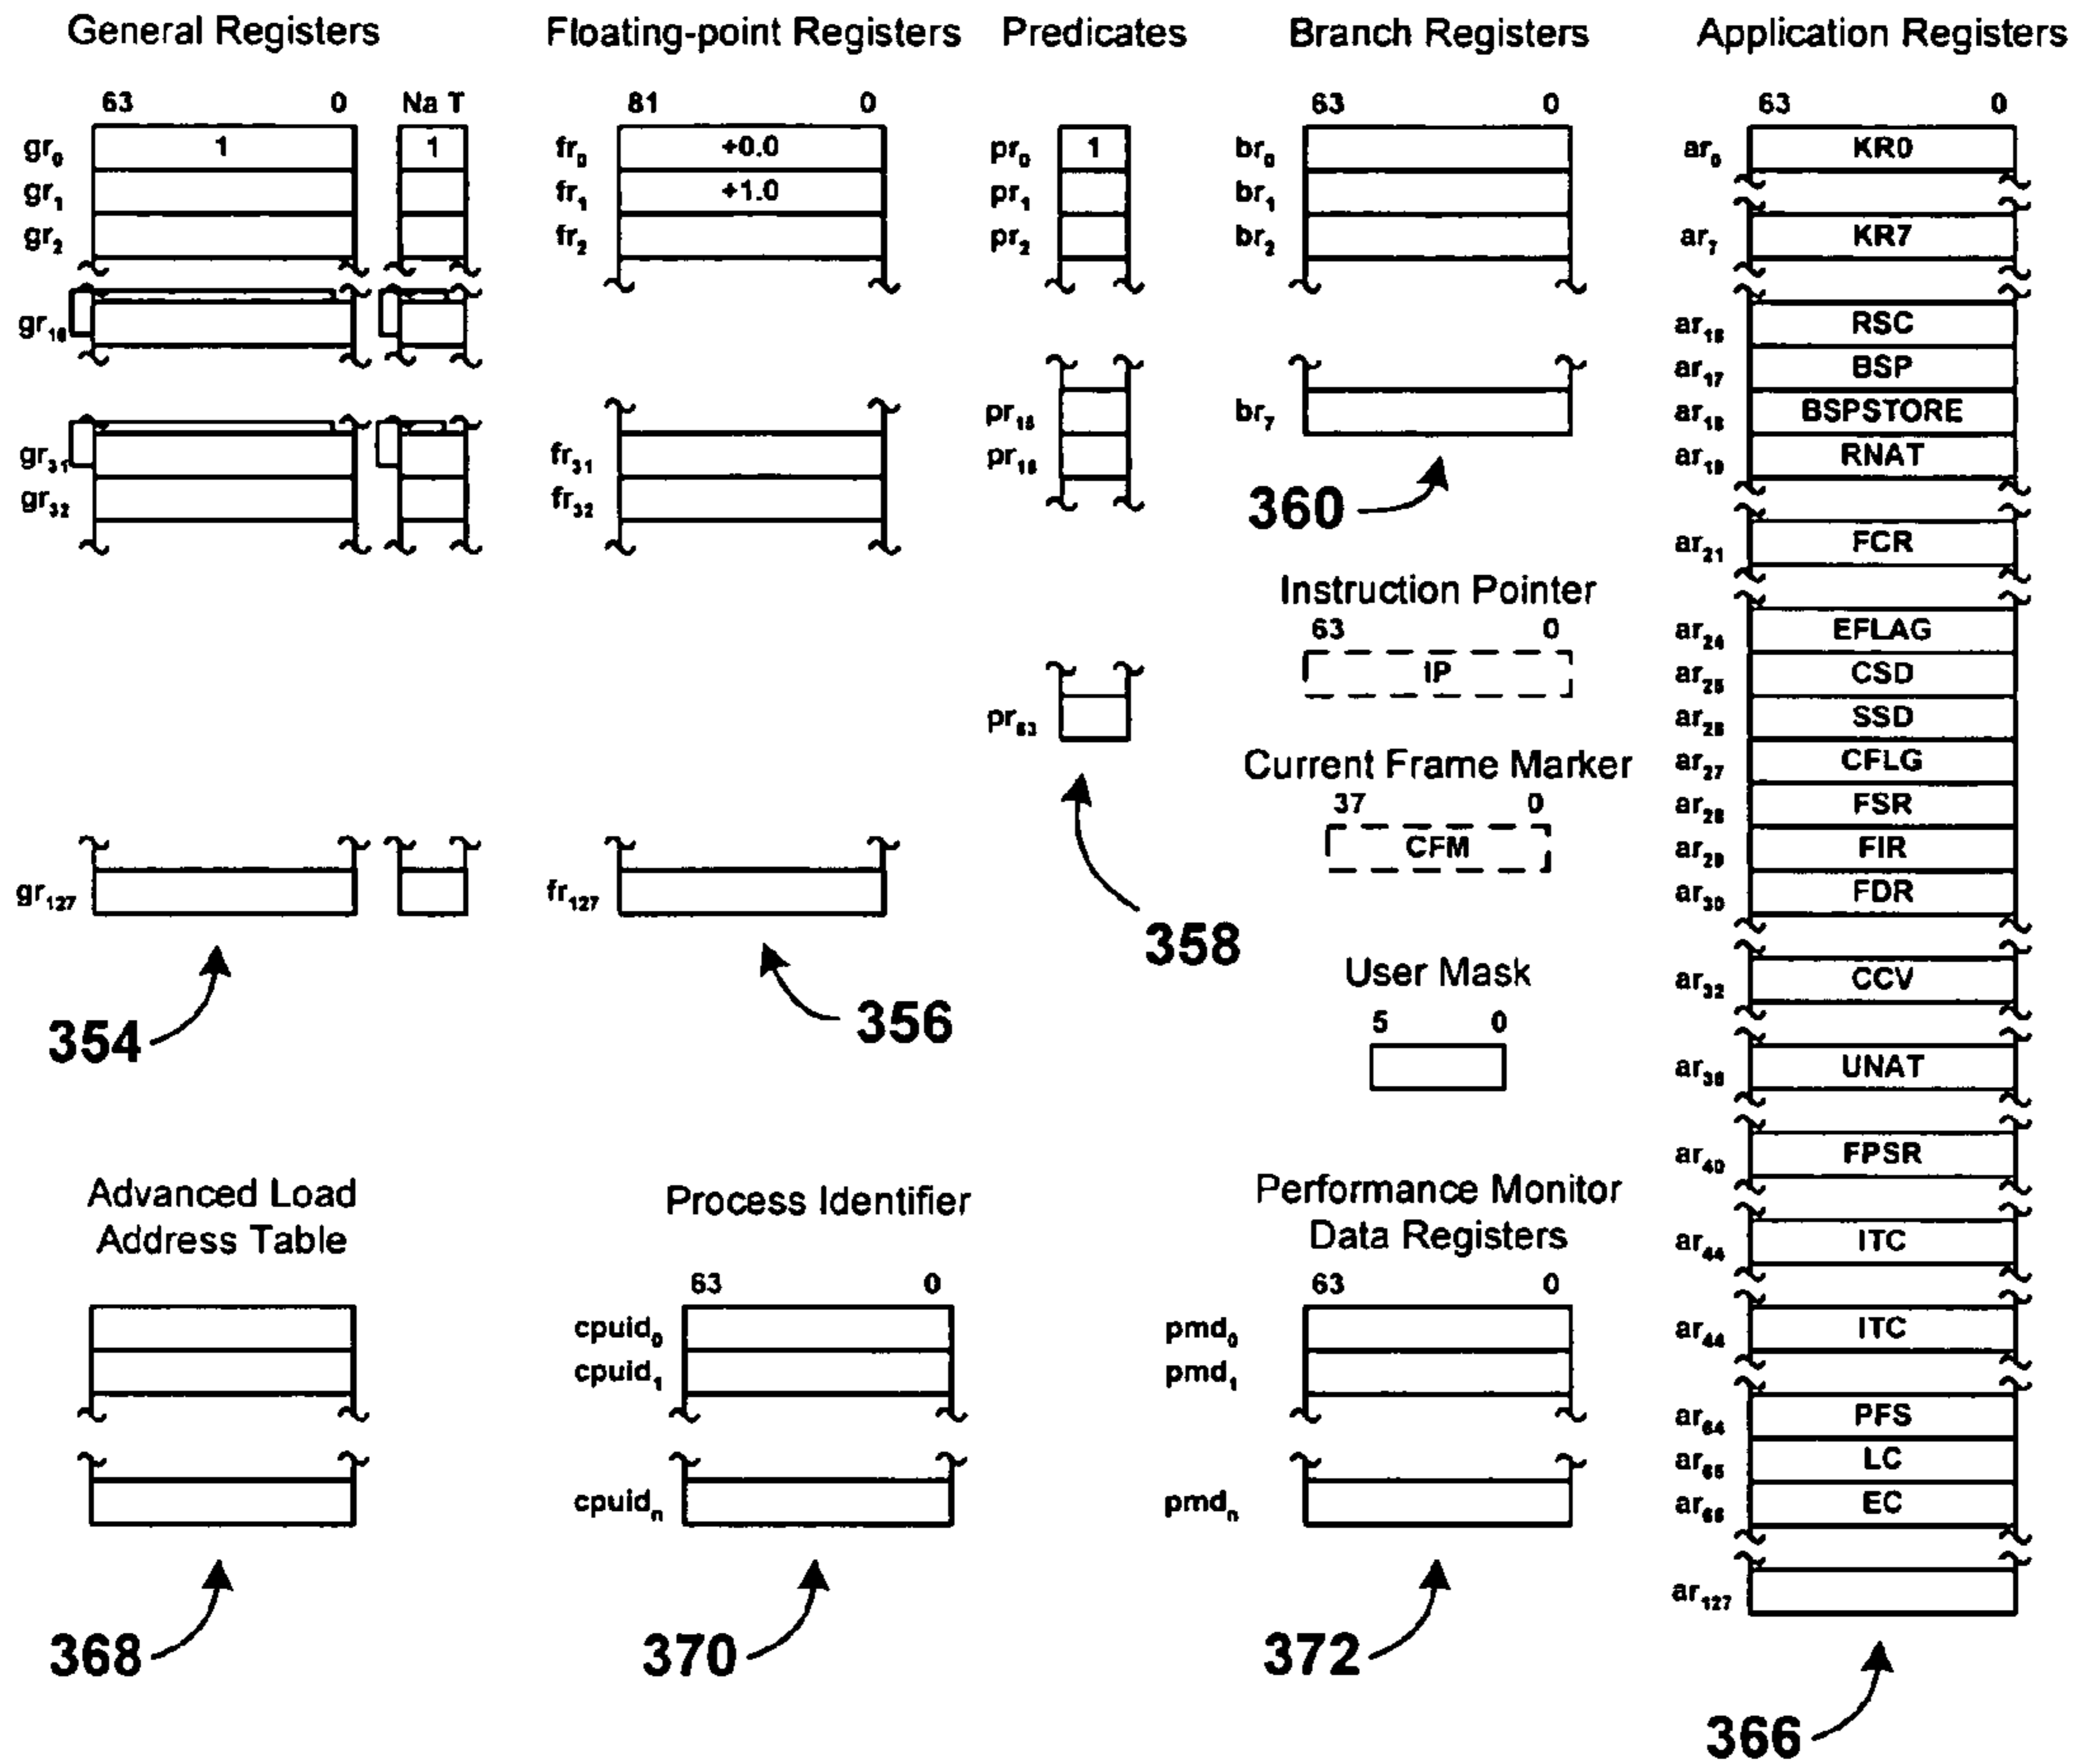 General Registers
63 0 Na T
gr0 1 1
gr1
gr2
gr16
gr31
gr32
gr127
354
Floating-point Registers
81 0
fr0 +0.0
fr1 +1.0
fr2
fr31
fr32
fr127
356
Predicates
pr0 1
pr1
pr2
pr15
pr16
pr63
358
Branch Registers
63 0
br0
br1
br2
br7
360
Instruction Pointer
63 0
IP
Current Frame Marker
37 0
CFM
User Mask
5 0
Application Registers
63 0
ar0 KR0
ar7 KR7
ar16 RSC
ar17 BSP
ar18 BSPSTORE
ar19 RNAT
ar21 FCR
ar24 EFLAG
ar25 CSD
ar26 SSD
ar27 CFLG
ar28 FSR
ar29 FIR
ar30 FDR
ar32 CCV
ar36 UNAT
ar40 FPSR
ar44 ITC
ar44 ITC
ar64 PFS
ar65 LC
ar66 EC
ar127
366
Advanced Load
Address Table
368
Process Identifier
63 0
cpuid0
cpuid1
cpuidn
370
Performance Monitor
Data Registers
63 0
pmd0
pmd1
pmdn
372